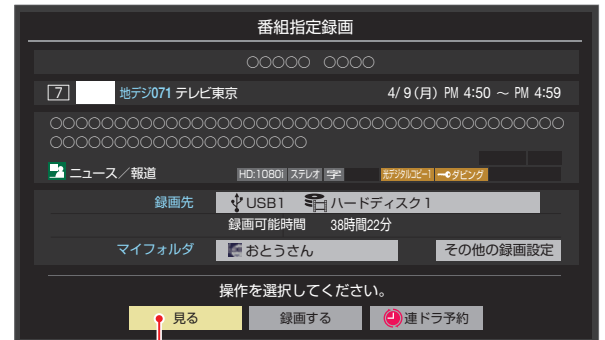 番組指定録画
○○○○○ ○○○○
7 地デジ071 テレビ東京 4/ 9(月) PM 4:50 ～ PM 4:59
○○○○○○○○○○○○○○○○○○○○○○○○○○○○○○○○○○○○○○○
○○○○○○○○○○○○○○○○○○○○
ニュース／報道 HD:1080i ステレオ 字 光デジタルコピー1 ダビング
録画先 USB1 ハードディスク1
録画可能時間 38時間22分
マイフォルダ おとうさん その他の録画設定
操作を選択してください。
見る 録画する 連ドラ予約